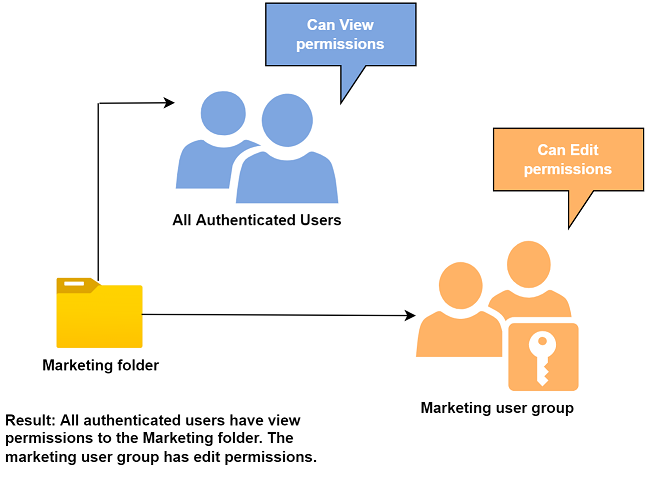 Can View
permissions
Can Edit
permissions
All Authenticated Users
Marketing folder
Marketing user group
Result: All authenticated users have view
permissions to the Marketing folder. The
marketing user group has edit permissions.